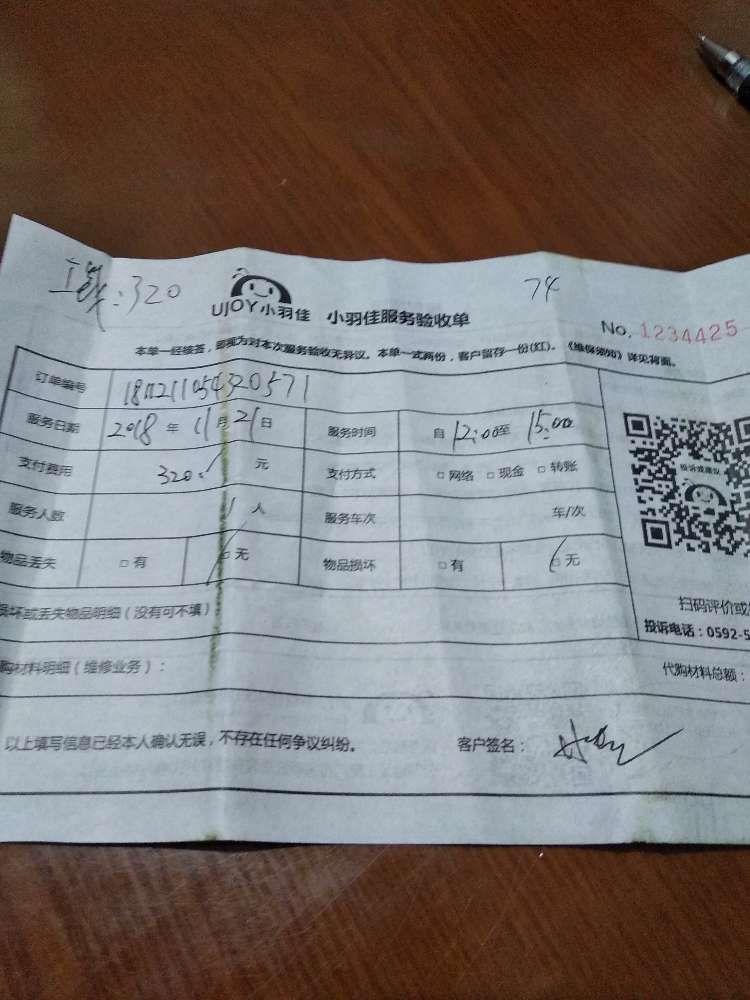 320
74
UJOY小羽佳 小羽佳服务验收单
No. 1234425
本单一经签答，即视为对本次服务验收无异议。本单一式两份，客户留存一份(红)。《维保须知》详见背面。
订单编号 1811211054320571
服务日期 2018 年 11 月 21 日 服务时间 自 12:00 至 15:00
支付费用 320. 元 支付方式 □ 网络 □ 现金 □ 转账
服务人数 1 人 服务车次 车/次
物品丢失 □ 有 □ 无 物品损坏 □ 有 □ 无
投诉或建议
扫码评价或
损坏或丢失物品明细（没有可不填）
投诉电话：0592-5
购材料明细（维修业务）： 代购材料总额：
以上填写信息已经本人确认无误，不存在任何争议纠纷。 客户签名：